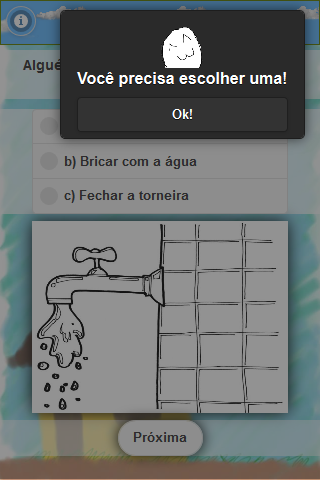 Você precisa escolher uma!
Ok!
Algué
b) Bricar com a água
c) Fechar a torneira
Próxima